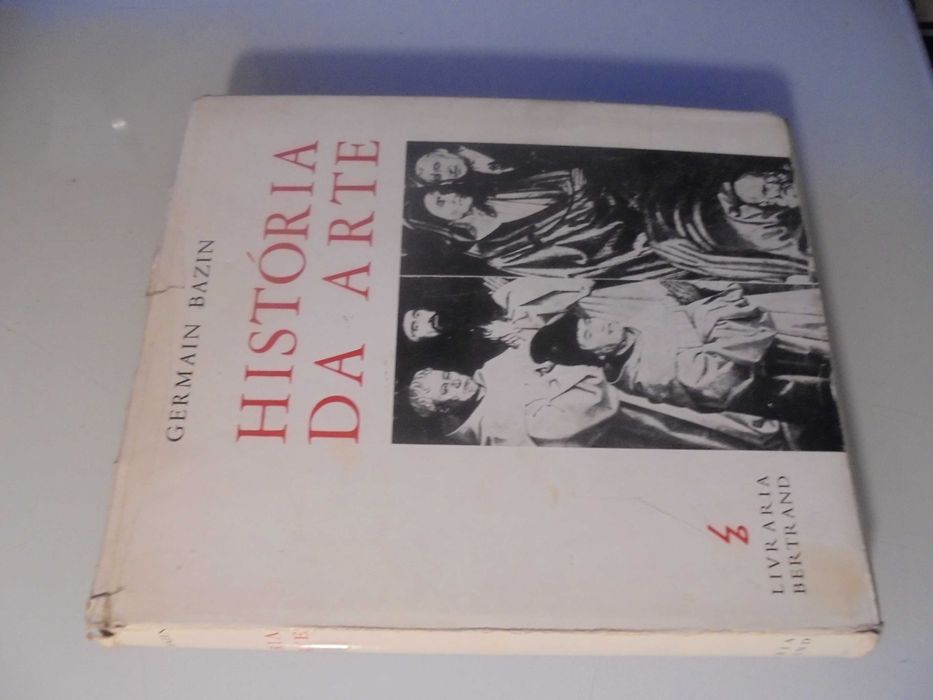 GERMAIN BAZIN
HISTÓRIA
DA ARTE
LIVRARIA
BERTRAND